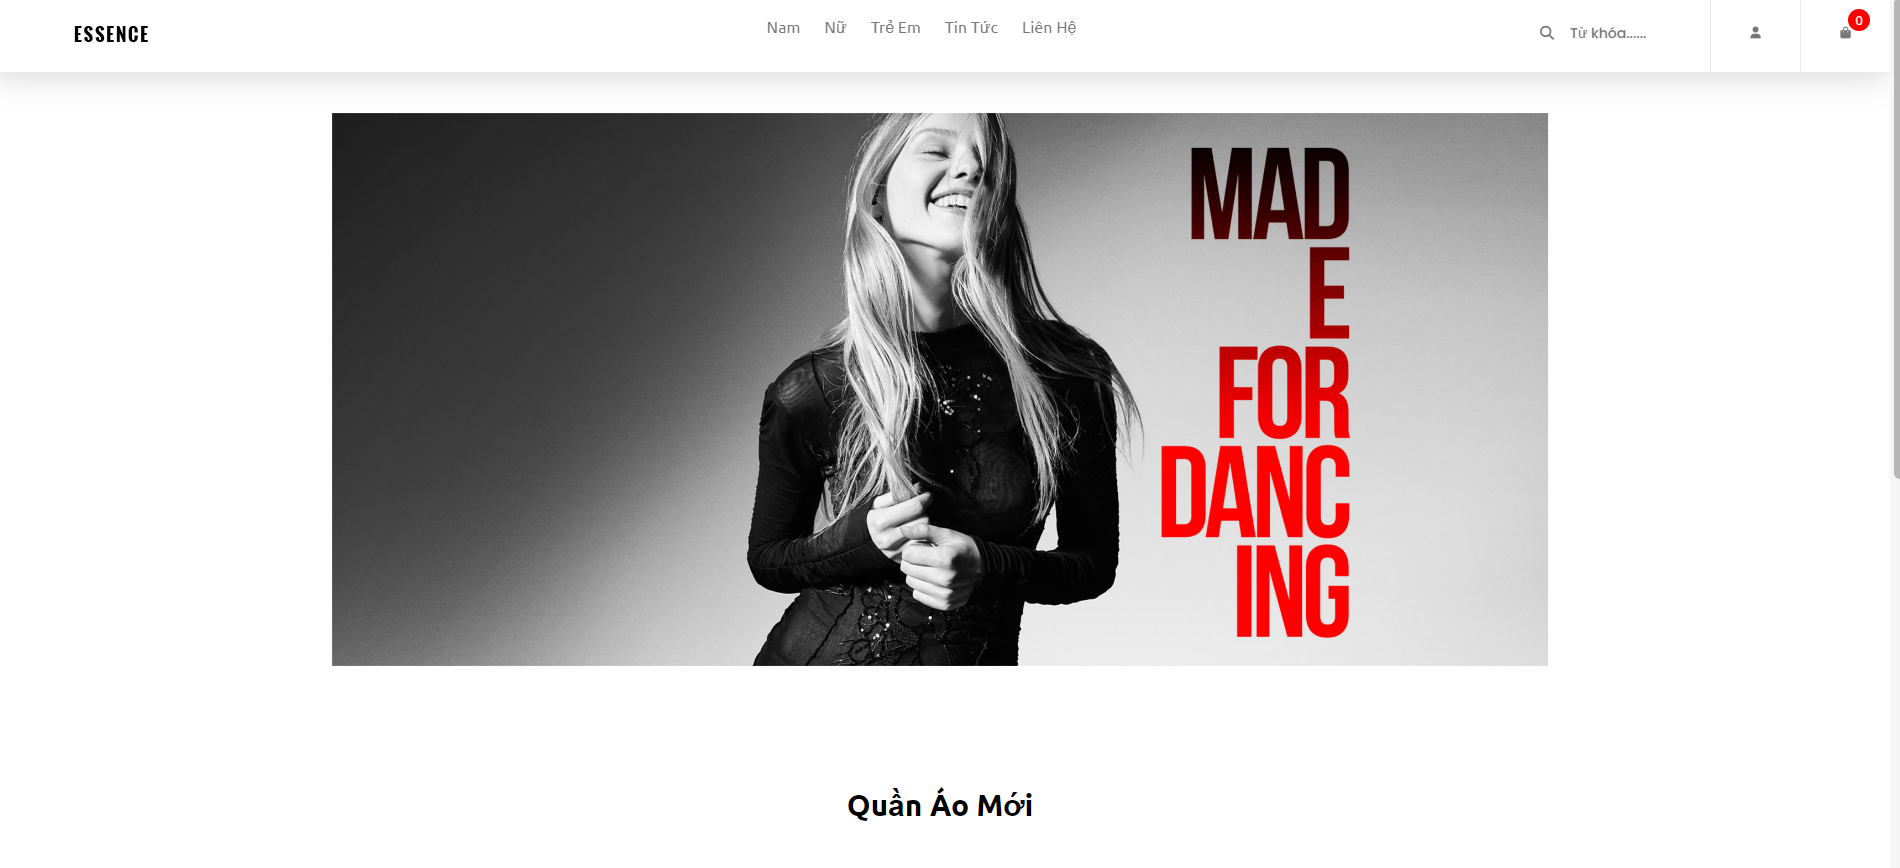 ESSENCE
Nam Nữ Trẻ Em Tin Tức Liên Hệ
Từ khóa......
0
MAD
E
FOR
DANC
ING
Quần Áo Mới